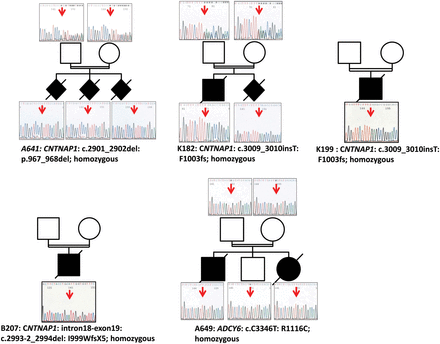 A641: CNTNAP1: c.2901_2902del:
p.967_968del; homozygous
K182: CNTNAP1: c.3009_3010insT:
F1003fs; homozygous
K199 : CNTNAP1: c.3009_3010insT:
F1003fs; homozygous
B207; CNTNAP1: intron18-exon19:
c.2993-2_2994del: I999WfsX5; homozygous
A649: ADCY6: c.C3346T: R1116C;
homozygous